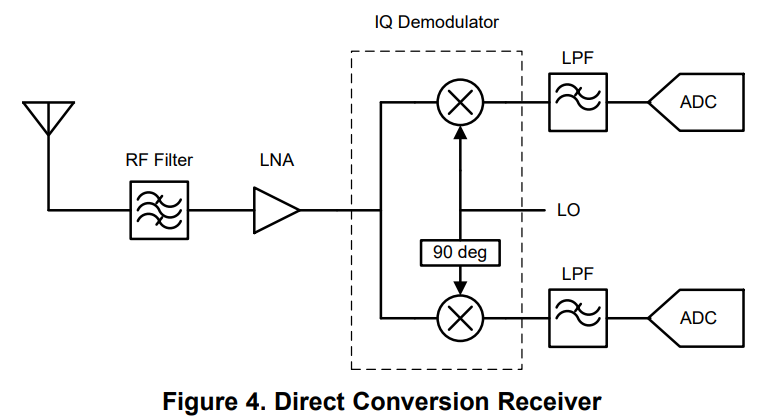 IQ Demodulator
LPF
ADC
RF Filter
LNA
LO
90 deg
LPF
ADC
Figure 4. Direct Conversion Receiver